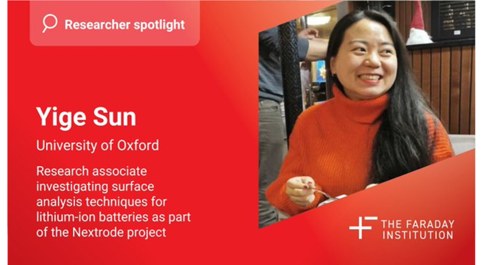 Researcher spotlight
Yige Sun
University of Oxford
Research associate
investigating surface
analysis techniques for
lithium-ion batteries as part
of the Nextrode project
THE FARADAY
INSTITUTION